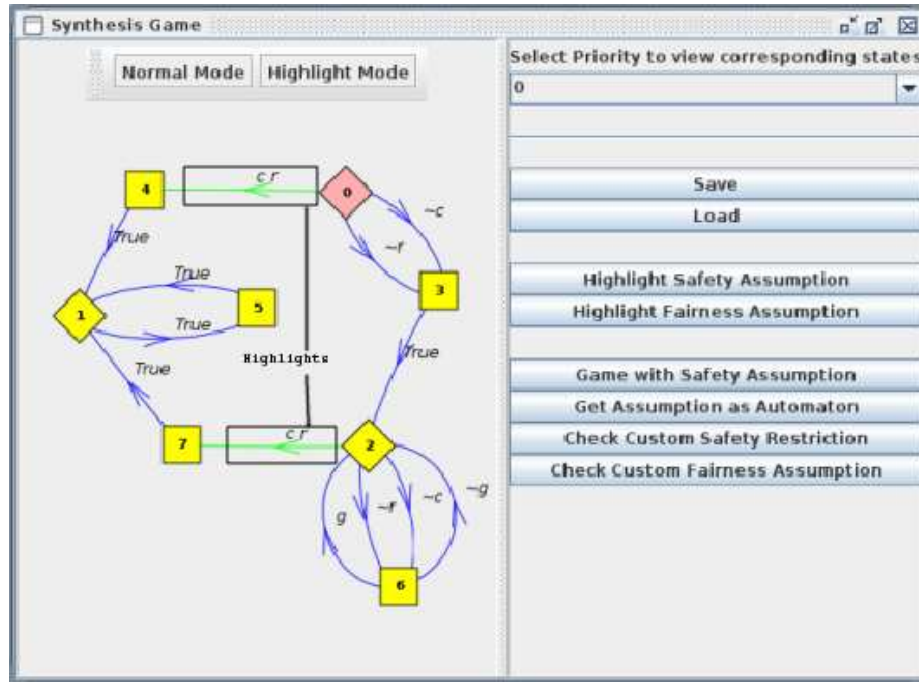 Synthesis Game
Normal Mode Highlight Mode
Select Priority to view corresponding states
0
Save
Load
Highlight Safety Assumption
Highlight Fairness Assumption
Game with Safety Assumption
Get Assumption as Automaton
Check Custom Safety Restriction
Check Custom Fairness Assumption
4
c r
0
~c
~r
True
3
True
5
1
True
True
Highlights
True
7
c r
2
g
~r
~c
~g
6